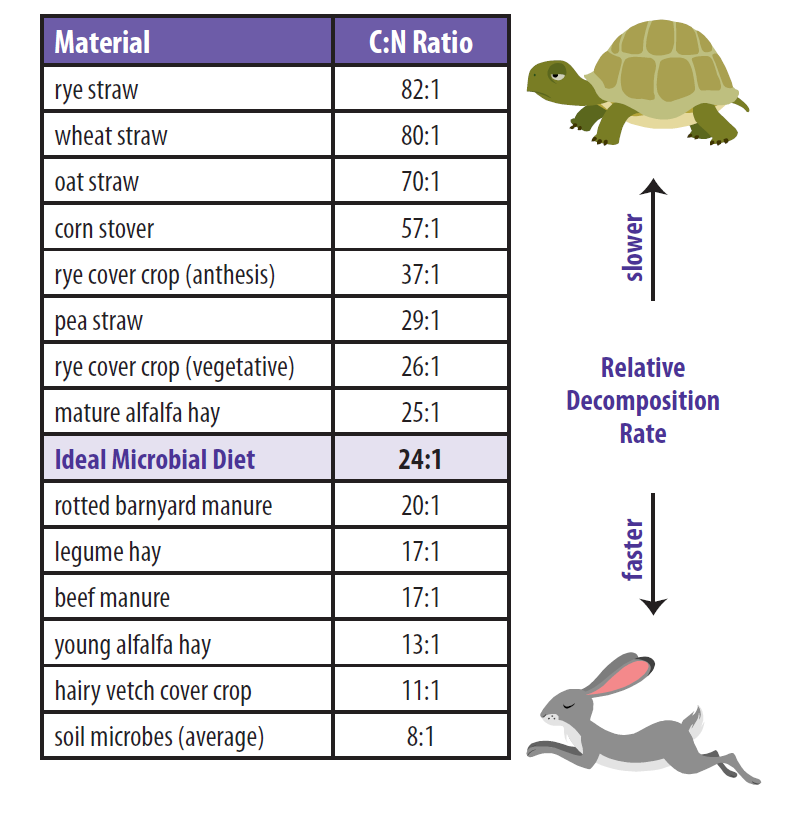 Material C:N Ratio
rye straw 82:1
wheat straw 80:1
oat straw 70:1
corn stover 57:1
rye cover crop (anthesis) 37:1
pea straw 29:1
rye cover crop (vegetative) 26:1
mature alfalfa hay 25:1
Ideal Microbial Diet 24:1
rotted barnyard manure 20:1
legume hay 17:1
beef manure 17:1
young alfalfa hay 13:1
hairy vetch cover crop 11:1
soil microbes (average) 8:1
slower
Relative
Decomposition
Rate
faster